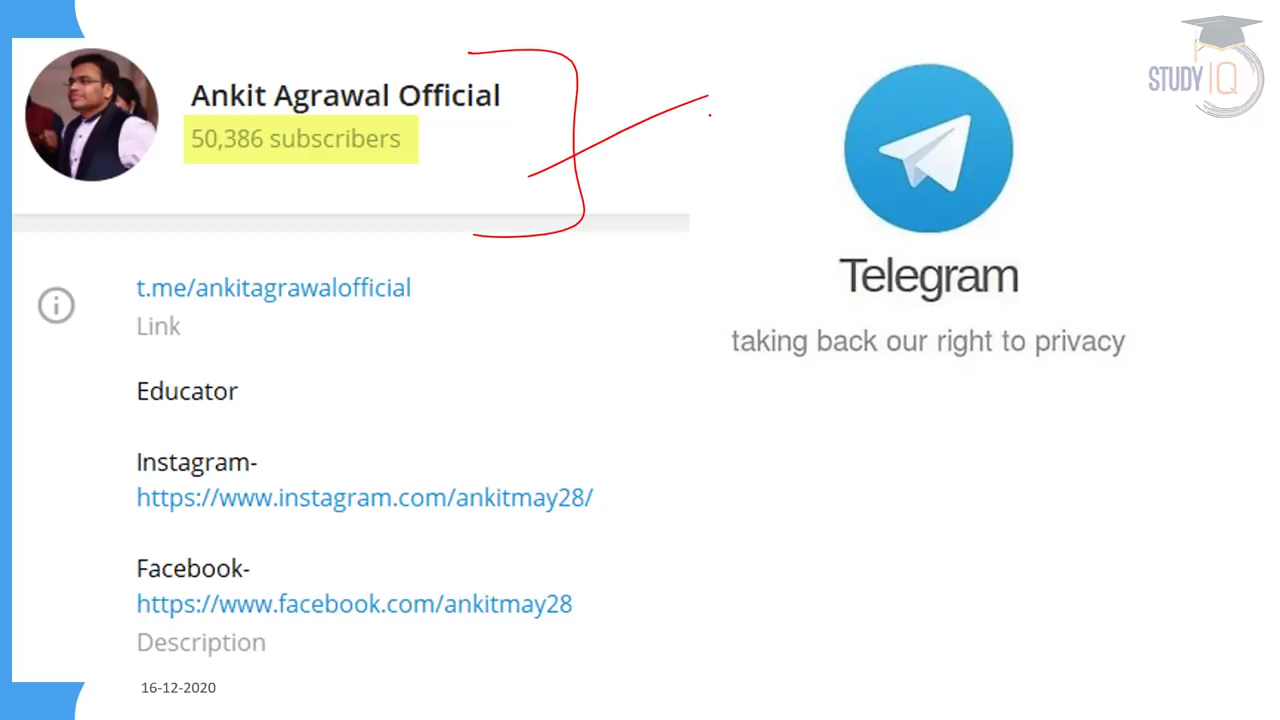 Ankit Agrawal Official
50,386 subscribers
t.me/ankitagrawalofficial
Link
Educator
Instagram-
https://www.instagram.com/ankitmay28/
Facebook-
https://www.facebook.com/ankitmay28
Description
16-12-2020
STUDY IQ
Telegram
taking back our right to privacy